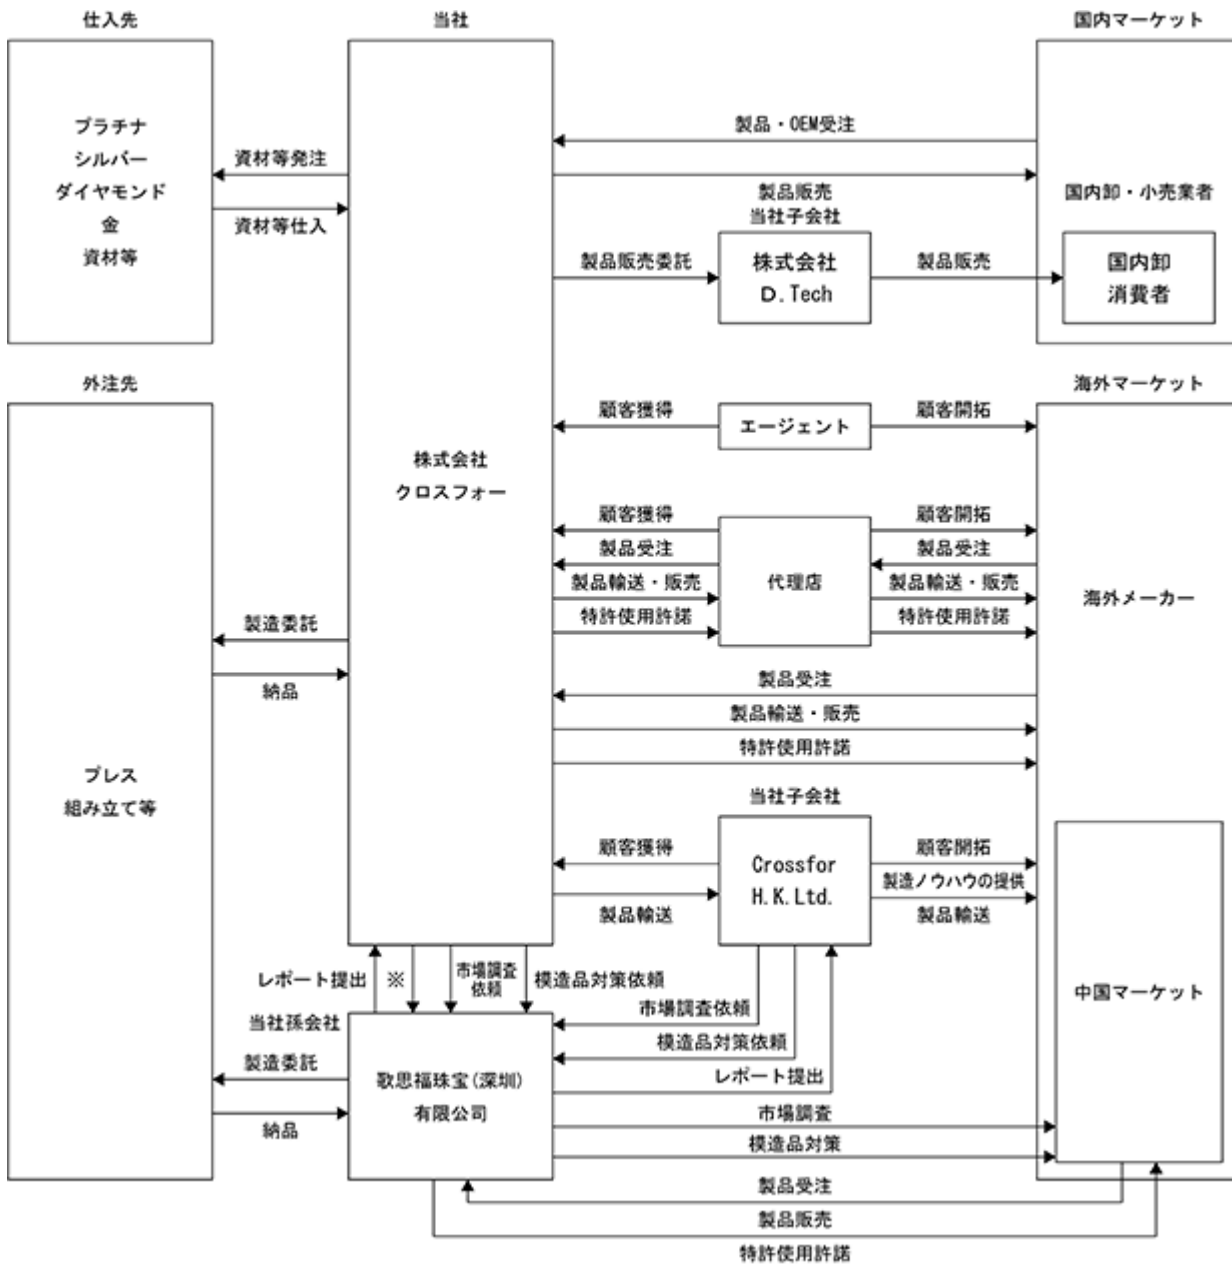 仕入先
当社
国内マーケット
プラチナ
シルバー
ダイヤモンド
金
資材等
資材等発注
資材等仕入
製品・OEM受注
製品販売
国内卸・小売業者
当社子会社
製品販売委託
株式会社
D.Tech
製品販売
国内卸
消費者
外注先
海外マーケット
株式会社
クロスフォー
顧客獲得
エージェント
顧客開拓
顧客獲得
製品受注
製品輸送・販売
特許使用許諾
代理店
顧客開拓
製品受注
製品輸送・販売
特許使用許諾
海外メーカー
製造委託
納品
製品受注
製品輸送・販売
特許使用許諾
プレス
組み立て等
当社子会社
顧客獲得
製品輸送
Crossfor
H.K.Ltd.
顧客開拓
製造ノウハウの提供
製品輸送
レポート提出
※
市場調査
依頼
模造品対策依頼
市場調査依頼
模造品対策依頼
レポート提出
中国マーケット
当社孫会社
製造委託
納品
歌思福珠宝(深圳)
有限公司
市場調査
模造品対策
製品受注
製品販売
特許使用許諾